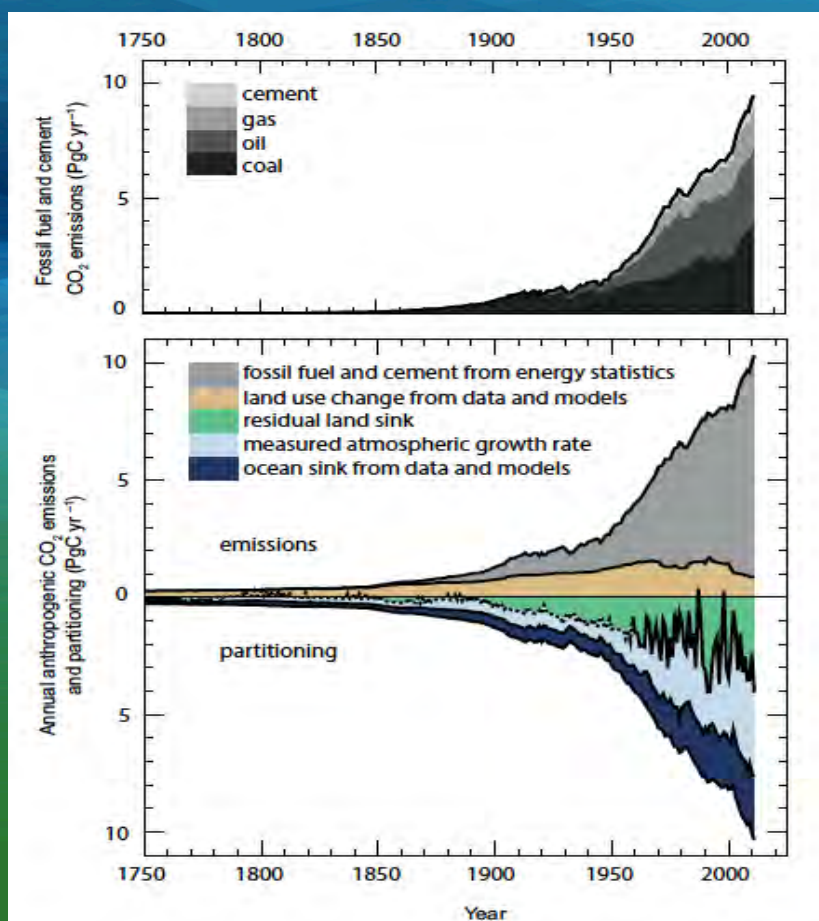 1750 1800 1850 1900 1950 2000
Fossil fuel and cement
CO₂ emissions (PgC yr⁻¹)
10
5
0
cement
gas
oil
coal
Annual anthropogenic CO₂ emissions
and partitioning (PgC yr⁻¹)
10
5
0
5
10
fossil fuel and cement from energy statistics
land use change from data and models
residual land sink
measured atmospheric growth rate
ocean sink from data and models
emissions
partitioning
1750 1800 1850 1900 1950 2000
Year